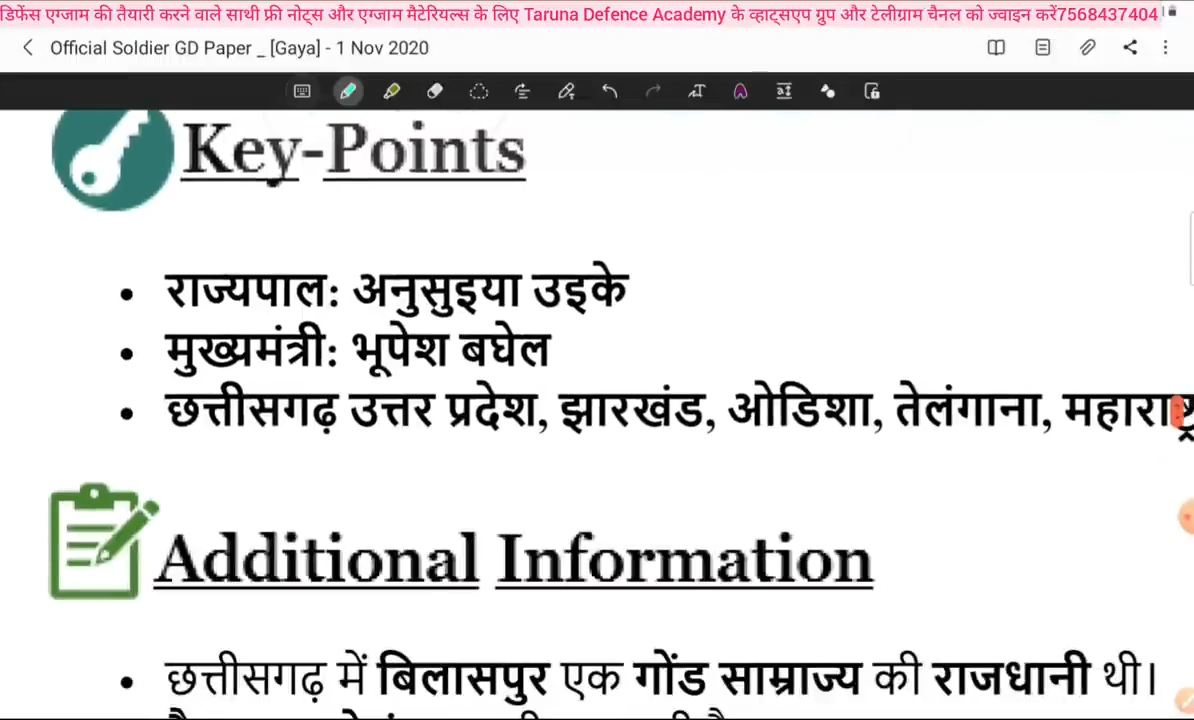 डिफेंस एग्जाम की तैयारी करने वाले साथी फ्री नोट्स और एग्जाम मैटेरियल्स के लिए Taruna Defence Academy के व्हाट्सएप ग्रुप और टेलीग्राम चैनल को ज्वाइन करें7568437404
Official Soldier GD Paper _ [Gaya] - 1 Nov 2020
Key-Points
• राज्यपाल: अनुसुइया उइके
• मुख्यमंत्री: भूपेश बघेल
• छत्तीसगढ़ उत्तर प्रदेश, झारखंड, ओडिशा, तेलंगाना, महाराष्ट्र
Additional Information
• छत्तीसगढ़ में बिलासपुर एक गोंड साम्राज्य की राजधानी थी।